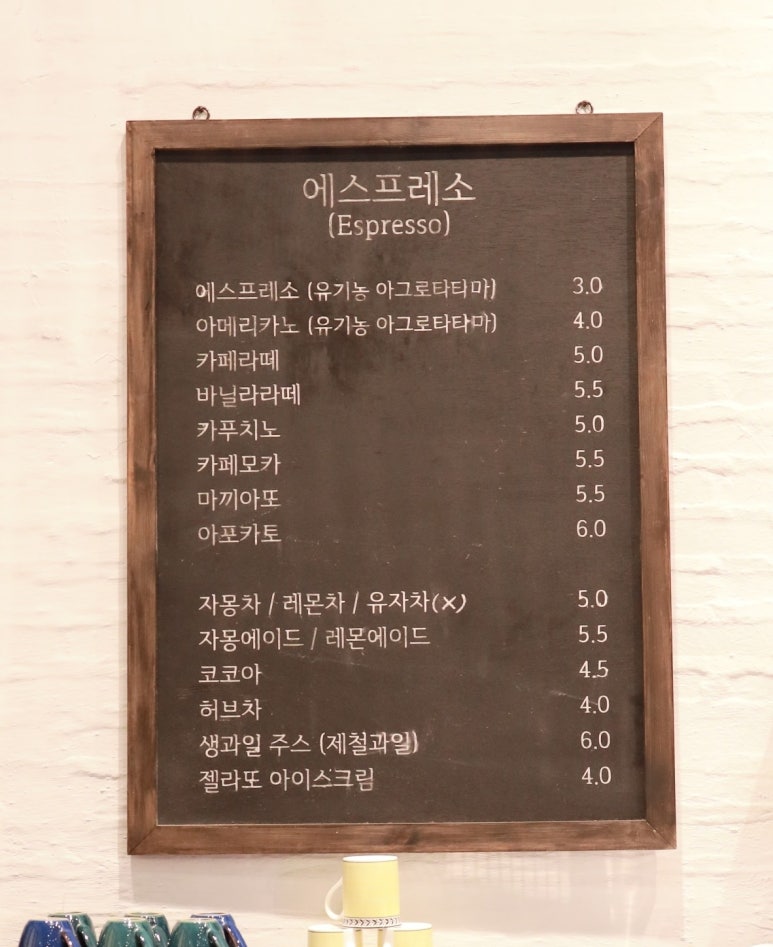 에스프레소
(Espresso)
에스프레소 (유기농 아그로타타마) 3.0
아메리카노 (유기농 아그로타타마) 4.0
카페라떼 5.0
바닐라라떼 5.5
카푸치노 5.0
카페모카 5.5
마끼아또 5.5
아포카토 6.0
자몽차 / 레몬차 / 유자차(×) 5.0
자몽에이드 / 레몬에이드 5.5
코코아 4.5
허브차 4.0
생과일 주스 (제철과일) 6.0
젤라또 아이스크림 4.0